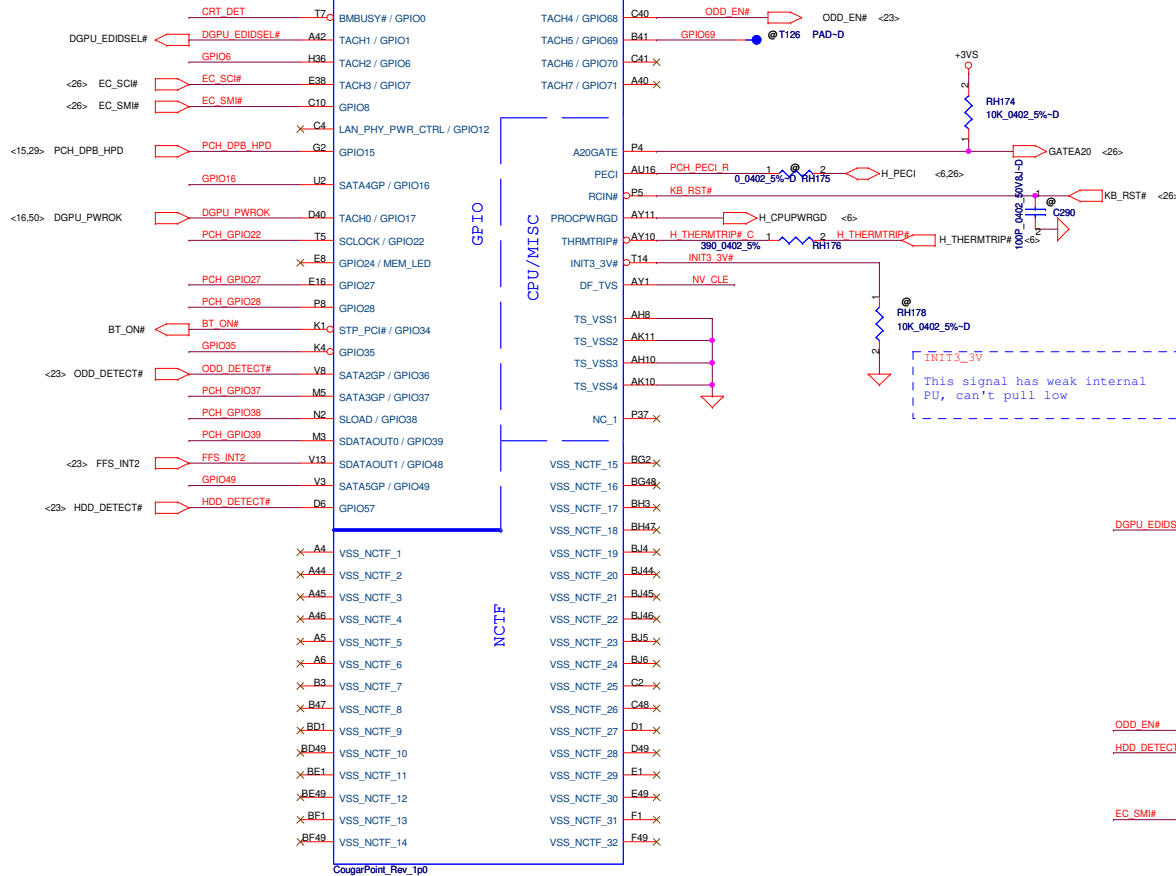 CRT_DET T7 BMBUSY# / GPIO0
DGPU_EDIDSEL# DGPU_EDIDSEL# A42 TACH1 / GPIO1
GPIO6 H36 TACH2 / GPIO6
<26> EC_SCI# EC_SCI# E38 TACH3 / GPIO7
<26> EC_SMI# EC_SMI# C10 GPIO8
C4 LAN_PHY_PWR_CTRL / GPIO12
<15,29> PCH_DPB_HPD PCH_DPB_HPD G2 GPIO15
GPIO16 U2 SATA4GP / GPIO16
<16,50> DGPU_PWROK DGPU_PWROK D40 TACH0 / GPIO17
PCH_GPIO22 T5 SCLOCK / GPIO22
E8 GPIO24 / MEM_LED
PCH_GPIO27 E16 GPIO27
PCH_GPIO28 P8 GPIO28
BT_ON# BT_ON# K1 STP_PCI# / GPIO34
GPIO35 K4 GPIO35
<23> ODD_DETECT# ODD_DETECT# V8 SATA2GP / GPIO36
PCH_GPIO37 M5 SATA3GP / GPIO37
PCH_GPIO38 N2 SLOAD / GPIO38
PCH_GPIO39 M3 SDATAOUT0 / GPIO39
<23> FFS_INT2 FFS_INT2 V13 SDATAOUT1 / GPIO48
GPIO49 V3 SATA5GP / GPIO49
<23> HDD_DETECT# HDD_DETECT# D6 GPIO57
A4 VSS_NCTF_1
A44 VSS_NCTF_2
A45 VSS_NCTF_3
A46 VSS_NCTF_4
A5 VSS_NCTF_5
A6 VSS_NCTF_6
B3 VSS_NCTF_7
B47 VSS_NCTF_8
BD1 VSS_NCTF_9
BD49 VSS_NCTF_10
BE1 VSS_NCTF_11
BE49 VSS_NCTF_12
BF1 VSS_NCTF_13
BF49 VSS_NCTF_14
GPIO
CPU/MISC
NCTF
TACH4 / GPIO68 C40 ODD_EN# ODD_EN# <23>
TACH5 / GPIO69 B41 GPIO69 @ T126 PAD~D
TACH6 / GPIO70 C41
TACH7 / GPIO71 A40
+3VS
2
RH174
10K_0402_5%~D
1
A20GATE P4 GATEA20 <26>
PECI AU16 PCH_PECI_R 1 @ 2 H_PECI <6,26>
0_0402_5%~D RH175
RCIN# P5 KB_RST# KB_RST# <26>
100P_0402_50V8J~D
1
@
C290
2
PROCPWRGD AY11 H_CPUPWRGD <6>
THRMTRIP# AY10 H_THERMTRIP#_C 1 2 H_THERMTRIP# H_THERMTRIP# <6>
390_0402_5% RH176
INIT3_3V# T14 INIT3_3V#
DF_TVS AY1 NV_CLE
1
@
RH178
10K_0402_5%~D
2
TS_VSS1 AH8
TS_VSS2 AK11
TS_VSS3 AH10
TS_VSS4 AK10
INIT3_3V
This signal has weak internal
PU, can't pull low
NC_1 P37
VSS_NCTF_15 BG2
VSS_NCTF_16 BG48
VSS_NCTF_17 BH3
VSS_NCTF_18 BH47
VSS_NCTF_19 BJ4
VSS_NCTF_20 BJ44
VSS_NCTF_21 BJ45
VSS_NCTF_22 BJ46
VSS_NCTF_23 BJ5
VSS_NCTF_24 BJ6
VSS_NCTF_25 C2
VSS_NCTF_26 C48
VSS_NCTF_27 D1
VSS_NCTF_28 D49
VSS_NCTF_29 E1
VSS_NCTF_30 E49
VSS_NCTF_31 F1
VSS_NCTF_32 F49
DGPU_EDIDS
ODD_EN#
HDD_DETECT
EC_SMI#
CougarPoint_Rev_1p0